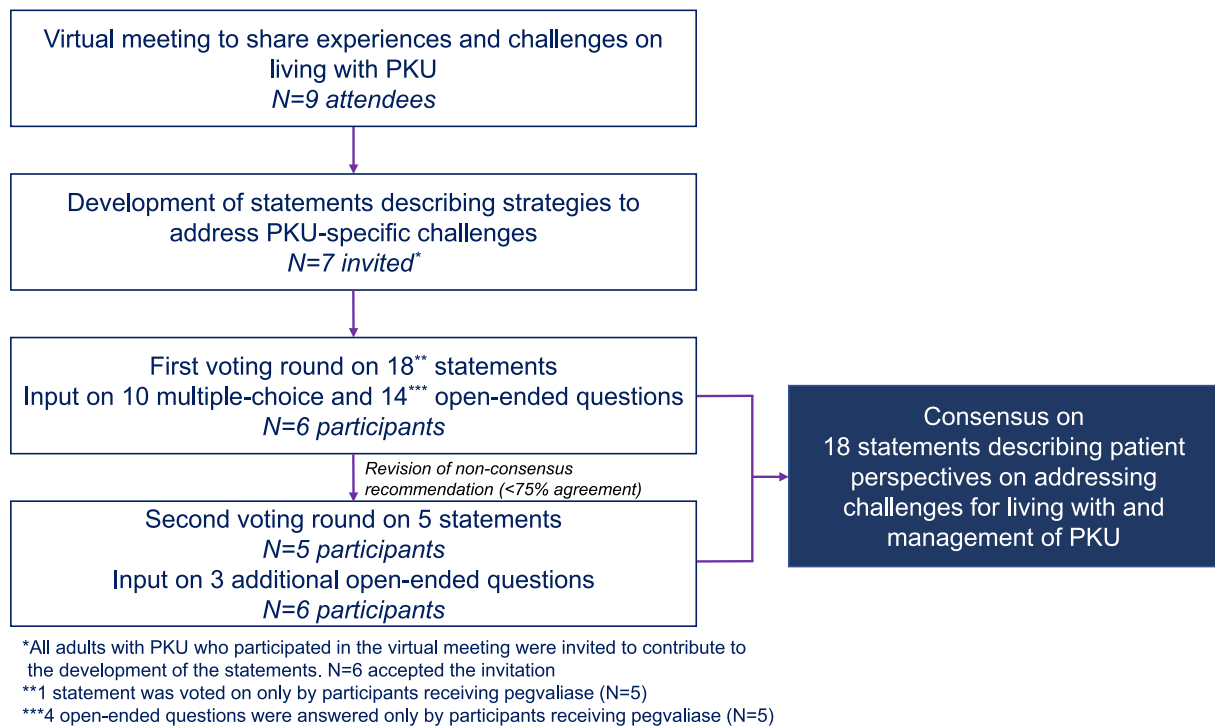 Virtual meeting to share experiences and challenges on
living with PKU
N=9 attendees
Development of statements describing strategies to
address PKU-specific challenges
N=7 invited*
First voting round on 18** statements
Input on 10 multiple-choice and 14*** open-ended questions
N=6 participants
Revision of non-consensus
recommendation (<75% agreement)
Second voting round on 5 statements
N=5 participants
Input on 3 additional open-ended questions
N=6 participants
Consensus on
18 statements describing patient
perspectives on addressing
challenges for living with and
management of PKU
*All adults with PKU who participated in the virtual meeting were invited to contribute to
the development of the statements. N=6 accepted the invitation
**1 statement was voted on only by participants receiving pegvaliase (N=5)
***4 open-ended questions were answered only by participants receiving pegvaliase (N=5)